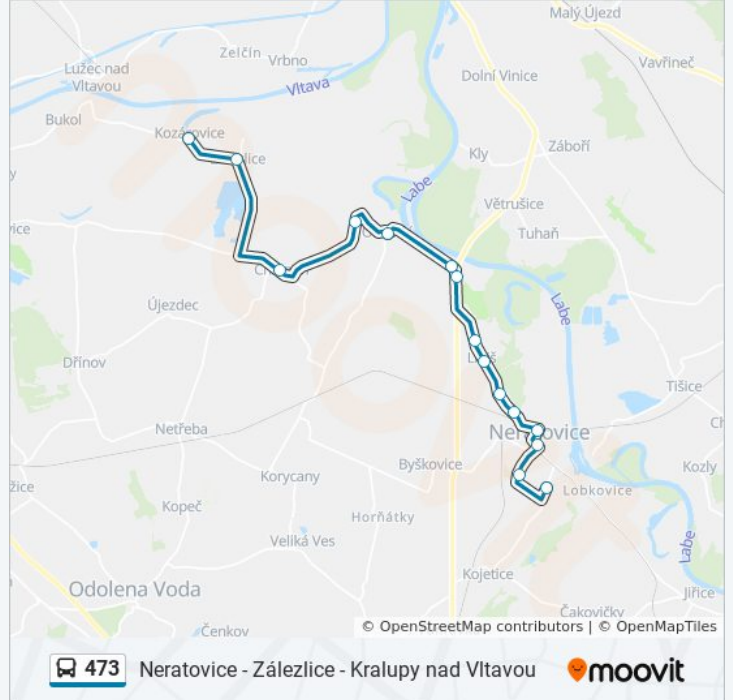 Malý Újezd
Zelčín
Vrbno
Vavřineč
Lužec nad
Vltavou
Dolní Vinice
Vltava
Bukol
Kozárovice
Záboří
Kly
Labe
Větrušice
Tuhaň
Labe
Újezdec
Dřínov
Tišice
Netřeba
Neratovice
Byškovice
Kozly
Korycany
Lobkovice
Kopeč
Horňátky
Veliká Ves
Labe
Kojetice
Odolena Voda
Jiřice
Čakovičky
Čenkov
© OpenStreetMap contributors | © OpenMapTiles
473 Neratovice - Zálezlice - Kralupy nad Vltavou moovit